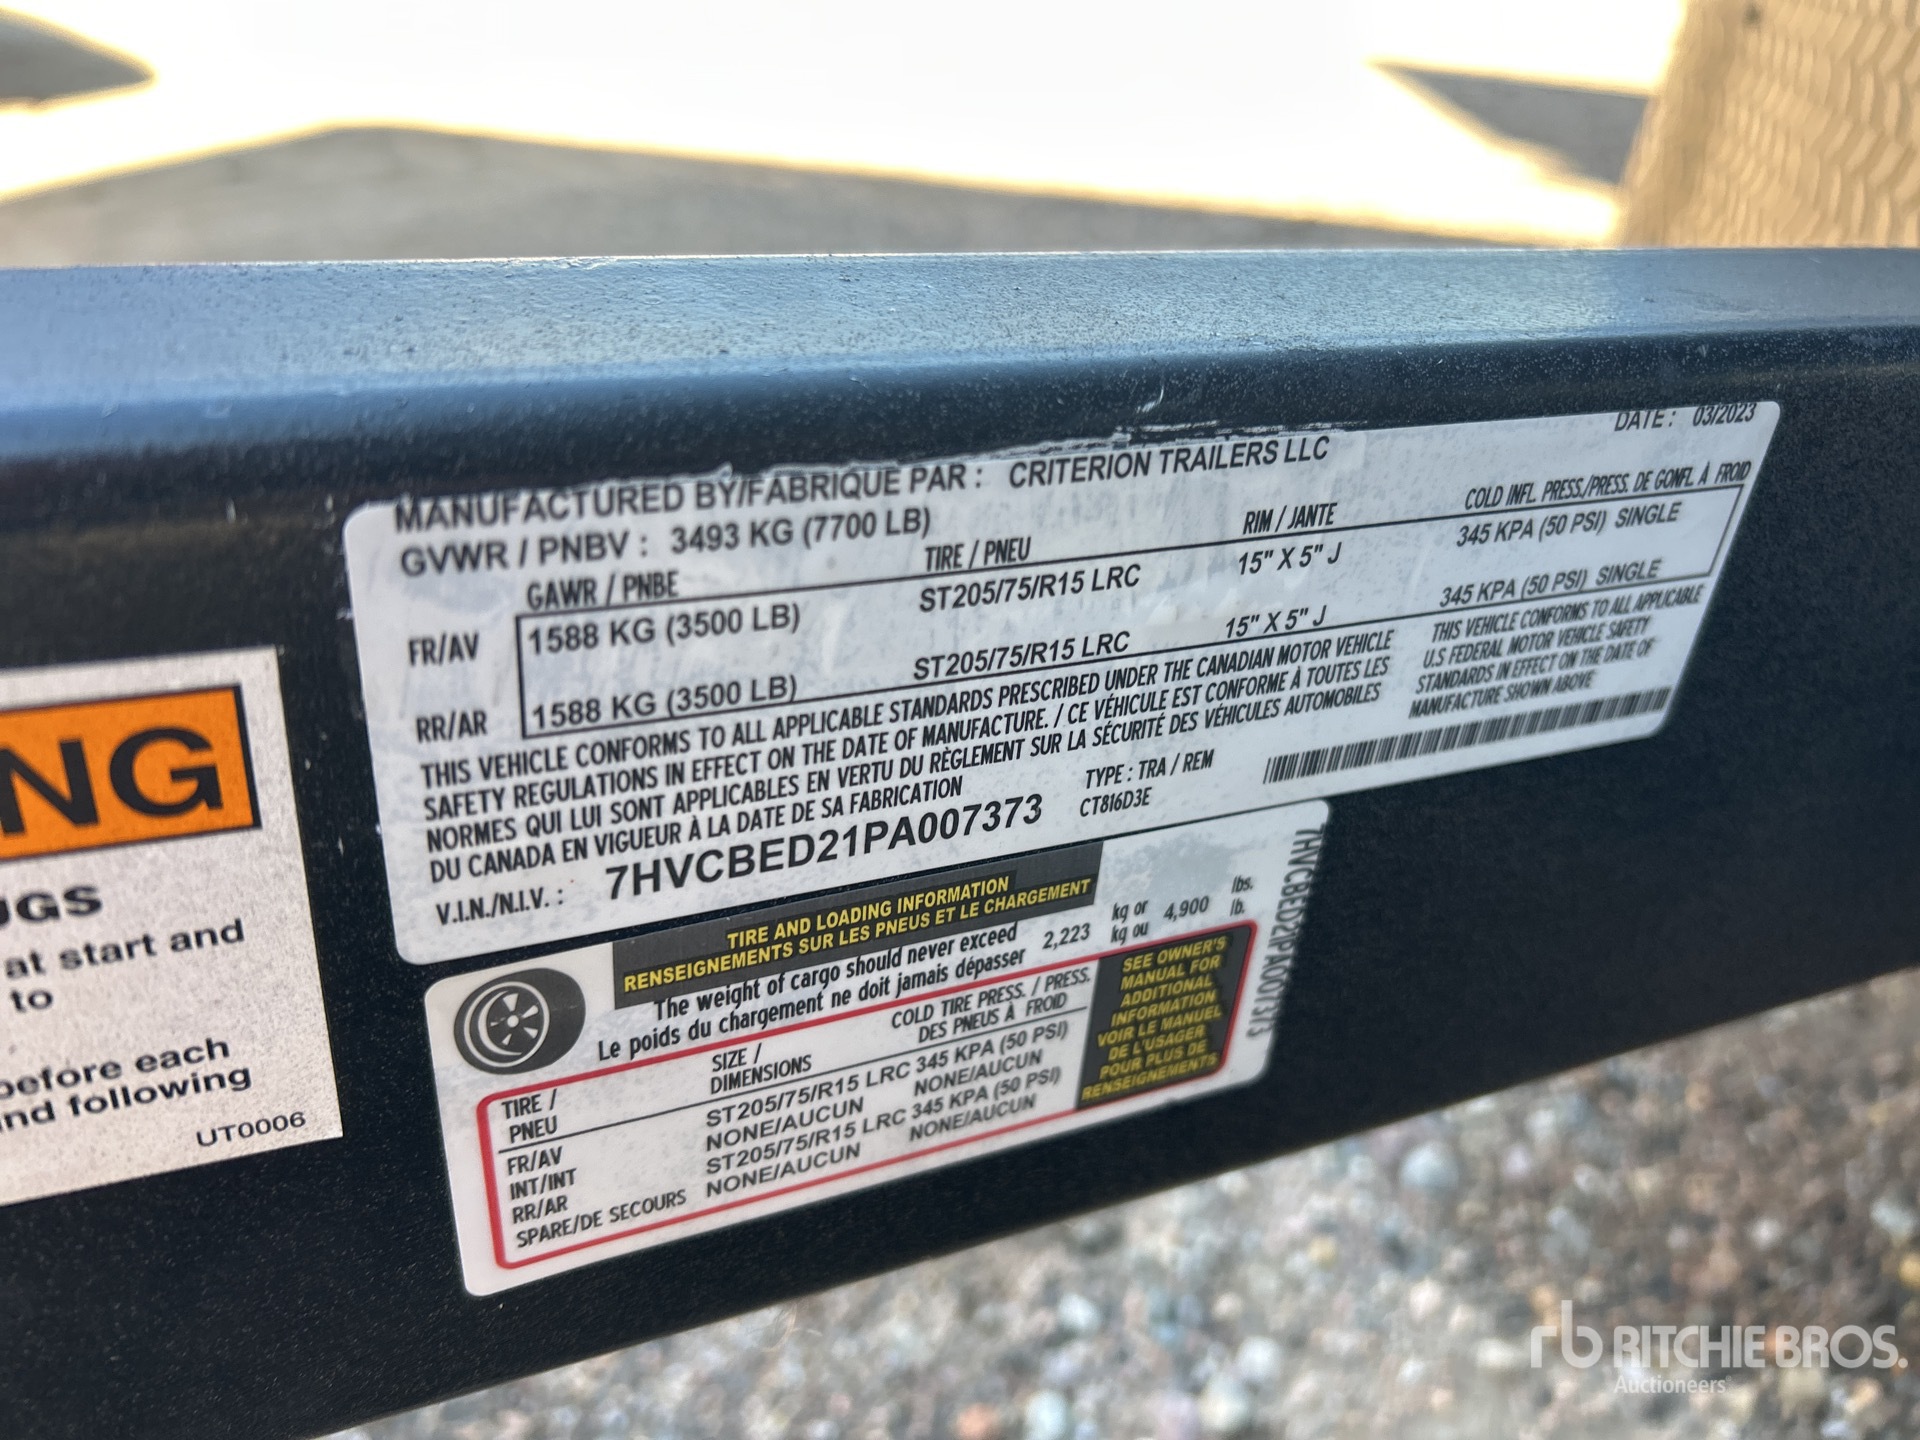 MANUFACTURED BY/FABRIQUE PAR : CRITERION TRAILERS LLC DATE : 03/2023
GVWR / PNBV : 3493 KG (7700 LB)
GAWR / PNBE TIRE / PNEU RIM / JANTE COLD INFL. PRESS./PRESS. DE GONFL. À FROID
FR/AV 1588 KG (3500 LB) ST205/75/R15 LRC 15" X 5" J 345 KPA (50 PSI) SINGLE
RR/AR 1588 KG (3500 LB) ST205/75/R15 LRC 15" X 5" J 345 KPA (50 PSI) SINGLE
THIS VEHICLE CONFORMS TO ALL APPLICABLE STANDARDS PRESCRIBED UNDER THE CANADIAN MOTOR VEHICLE
SAFETY REGULATIONS IN EFFECT ON THE DATE OF MANUFACTURE. / CE VÉHICULE EST CONFORME À TOUTES LES
NORMES QUI LUI SONT APPLICABLES EN VERTU DU RÈGLEMENT SUR LA SÉCURITÉ DES VÉHICULES AUTOMOBILES
DU CANADA EN VIGUEUR À LA DATE DE SA FABRICATION
THIS VEHICLE CONFORMS TO ALL APPLICABLE
U.S FEDERAL MOTOR VEHICLE SAFETY
STANDARDS IN EFFECT ON THE DATE OF
MANUFACTURE SHOWN ABOVE
V.I.N./N.I.V. : 7HVCBED21PA007373
TYPE : TRA / REM
CT816D3E
TIRE AND LOADING INFORMATION
RENSEIGNEMENTS SUR LES PNEUS ET LE CHARGEMENT
The weight of cargo should never exceed
Le poids du chargement ne doit jamais dépasser
2,223 kg or
kg ou
4,900 lbs.
lb.
TIRE /
PNEU
SIZE /
DIMENSIONS
COLD TIRE PRESS. / PRESS.
DES PNEUS À FROID
FR/AV ST205/75/R15 LRC 345 KPA (50 PSI)
INT/INT NONE/AUCUN NONE/AUCUN
RR/AR ST205/75/R15 LRC 345 KPA (50 PSI)
SPARE/DE SECOURS NONE/AUCUN NONE/AUCUN
SEE OWNER'S
MANUAL FOR
ADDITIONAL
INFORMATION
VOIR LE MANUEL
DE L'USAGER
POUR PLUS DE
RENSEIGNEMENTS
7HVCBED21PA007373
NG
UGS
at start and
to
before each
and following
UT0006
rb RITCHIE BROS.
Auctioneers